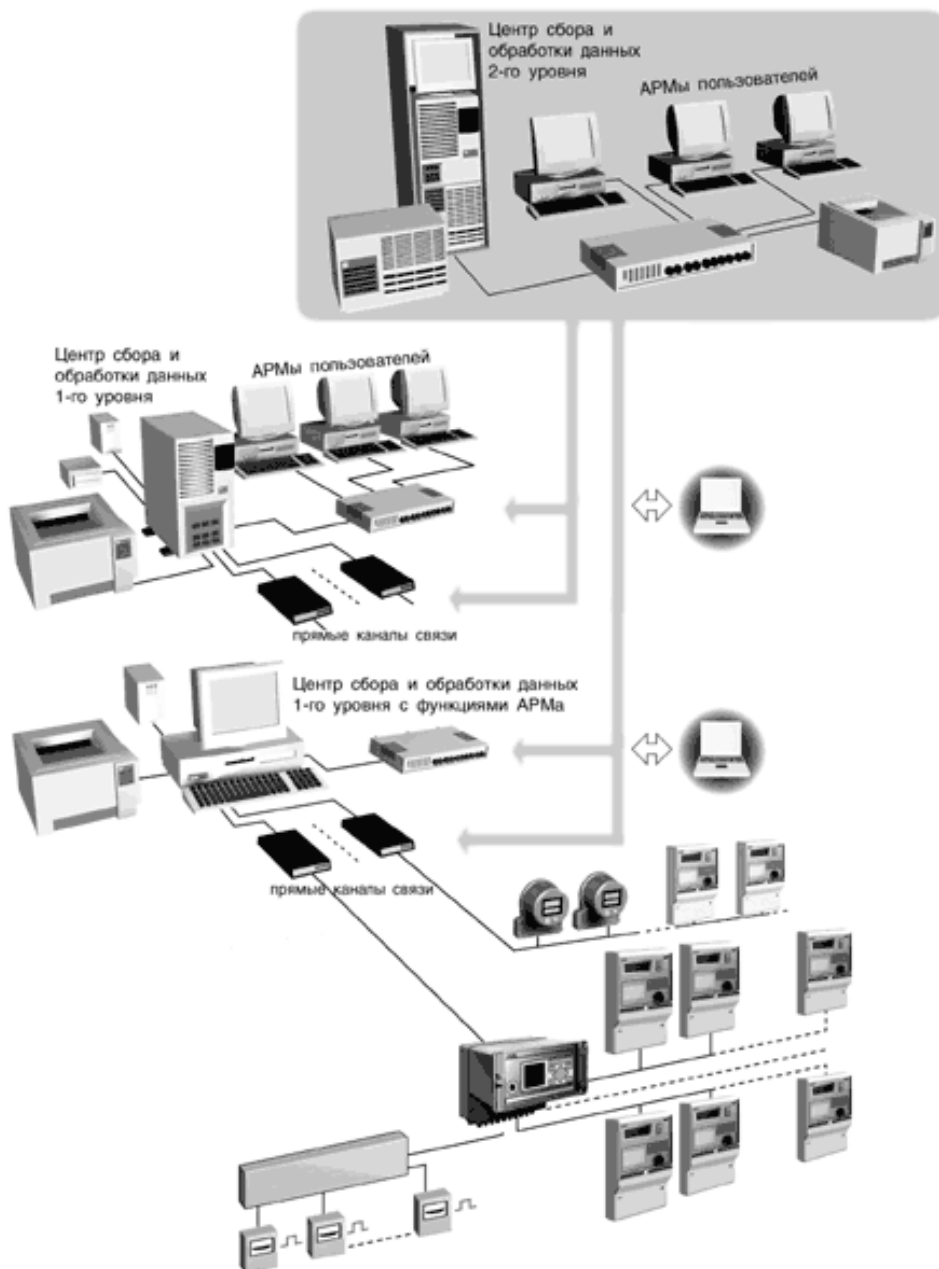 Центр сбора и
обработки данных
2-го уровня
АРМы пользователей
Центр сбора и
обработки данных
1-го уровня
АРМы пользователей
прямые каналы связи
Центр сбора и обработки данных
1-го уровня с функциями АРМа
прямые каналы связи